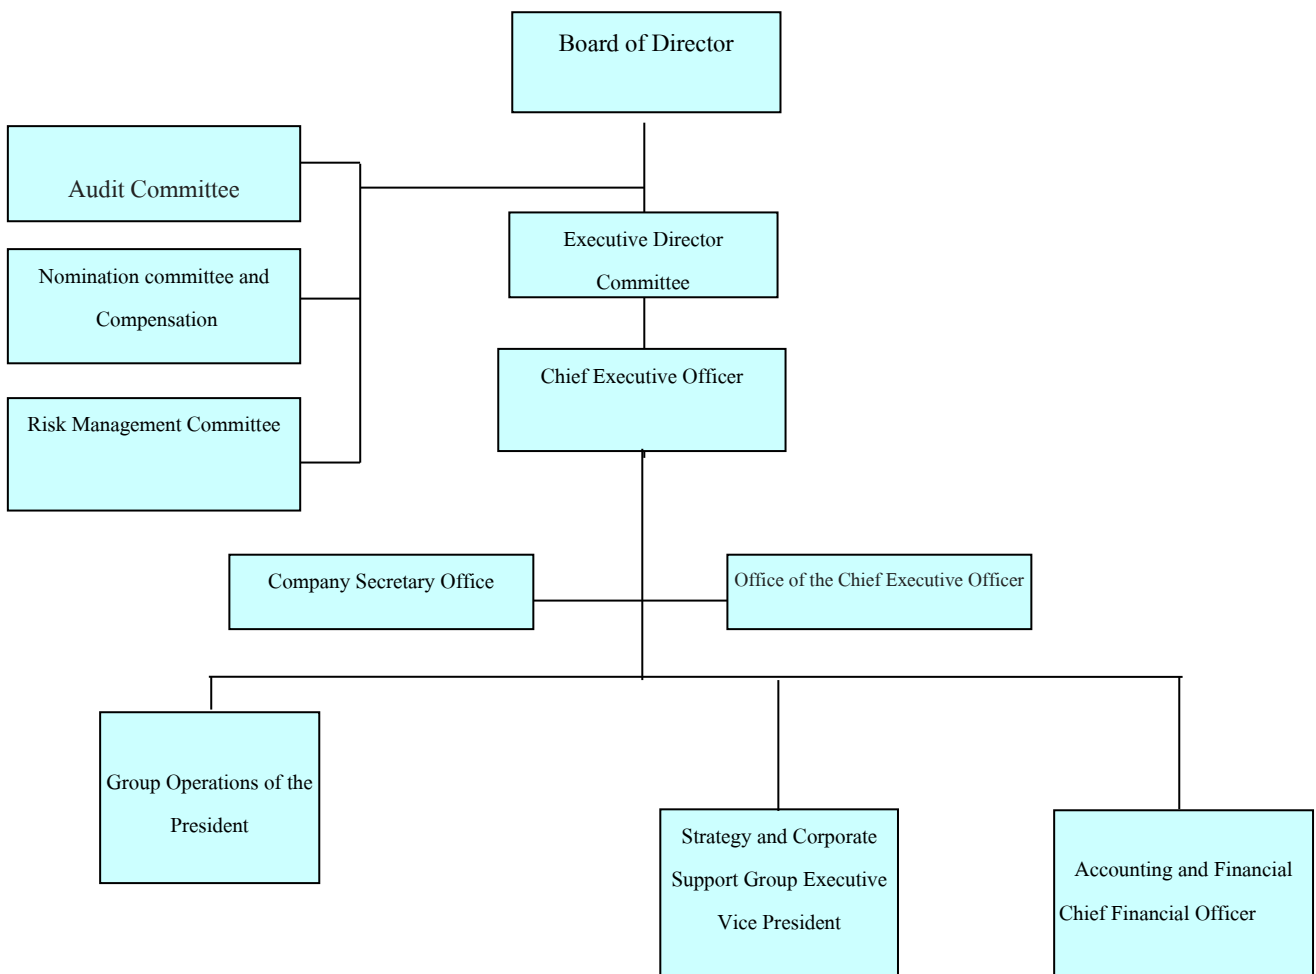 Board of Director
Audit Committee
Executive Director
Committee
Nomination committee and
Compensation
Chief Executive Officer
Risk Management Committee
Company Secretary Office
Office of the Chief Executive Officer
Group Operations of the
President
Strategy and Corporate
Support Group Executive
Vice President
Accounting and Financial
Chief Financial Officer